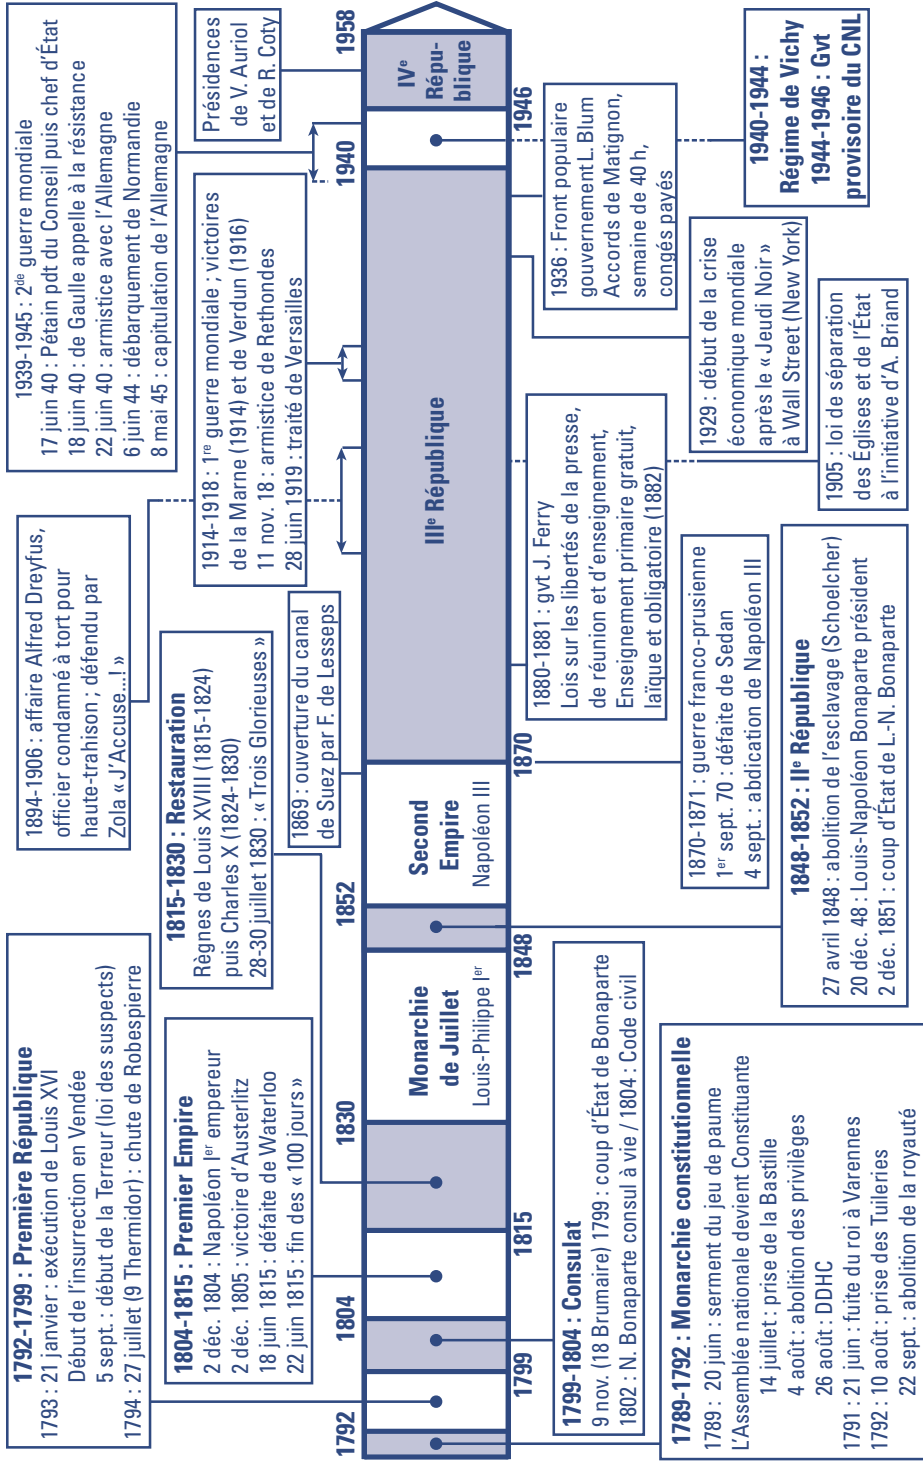 1792-1799 : Première République
1793 : 21 janvier : exécution de Louis XVI
Début de l'insurrection en Vendée
5 sept. : début de la Terreur (loi des suspects)
1794 : 27 juillet (9 Thermidor) : chute de Robespierre
1804-1815 : Premier Empire
2 déc. 1804 : Napoléon Ier empereur
2 déc. 1805 : victoire d'Austerlitz
18 juin 1815 : défaite de Waterloo
22 juin 1815 : fin des « 100 jours »
1815-1830 : Restauration
Règnes de Louis XVIII (1815-1824)
puis Charles X (1824-1830)
28-30 juillet 1830 : « Trois Glorieuses »
1869 : ouverture du canal
de Suez par F. de Lesseps
1894-1906 : affaire Alfred Dreyfus,
officier condamné à tort pour
haute-trahison ; défendu par
Zola « J'Accuse...! »
1914-1918 : 1re guerre mondiale ; victoires
de la Marne (1914) et de Verdun (1916)
11 nov. 18 : armistice de Rethondes
28 juin 1919 : traité de Versailles
1939-1945 : 2de guerre mondiale
17 juin 40 : Pétain pdt du Conseil puis chef d'État
18 juin 40 : de Gaulle appelle à la résistance
22 juin 40 : armistice avec l'Allemagne
6 juin 44 : débarquement de Normandie
8 mai 45 : capitulation de l'Allemagne
Présidences
de V. Auriol
et de R. Coty
1792
1804
1830
1852
1940
1958
Monarchie
de Juillet
Louis-Philippe Ier
Second
Empire
Napoléon III
IIIe République
IVe
Répu-
blique
1799
1815
1848
1870
1946
1799-1804 : Consulat
9 nov. (18 Brumaire) 1799 : coup d'État de Bonaparte
1802 : N. Bonaparte consul à vie / 1804 : Code civil
1789-1792 : Monarchie constitutionnelle
1789 : 20 juin : serment du jeu de paume
L'Assemblée nationale devient Constituante
14 juillet : prise de la Bastille
4 août : abolition des privilèges
26 août : DDHC
1791 : 21 juin : fuite du roi à Varennes
1792 : 10 août : prise des Tuileries
22 sept. : abolition de la royauté
1848-1852 : IIe République
27 avril 1848 : abolition de l'esclavage (Schoelcher)
20 déc. 48 : Louis-Napoléon Bonaparte président
2 déc. 1851 : coup d'État de L.-N. Bonaparte
1870-1871 : guerre franco-prusienne
1er sept. 70 : défaite de Sedan
4 sept. : abdication de Napoléon III
1880-1881 : gvt J. Ferry
Lois sur les libertés de la presse,
de réunion et d'enseignement,
Enseignement primaire gratuit,
laïque et obligatoire (1882)
1905 : loi de séparation
des Églises et de l'État
à l'initiative d'A. Briand
1929 : début de la crise
économique mondiale
après le « Jeudi Noir »
à Wall Street (New York)
1936 : Front populaire
gouvernement L. Blum
Accords de Matignon,
semaine de 40 h,
congés payés
1940-1944 :
Régime de Vichy
1944-1946 : Gvt
provisoire du CNL